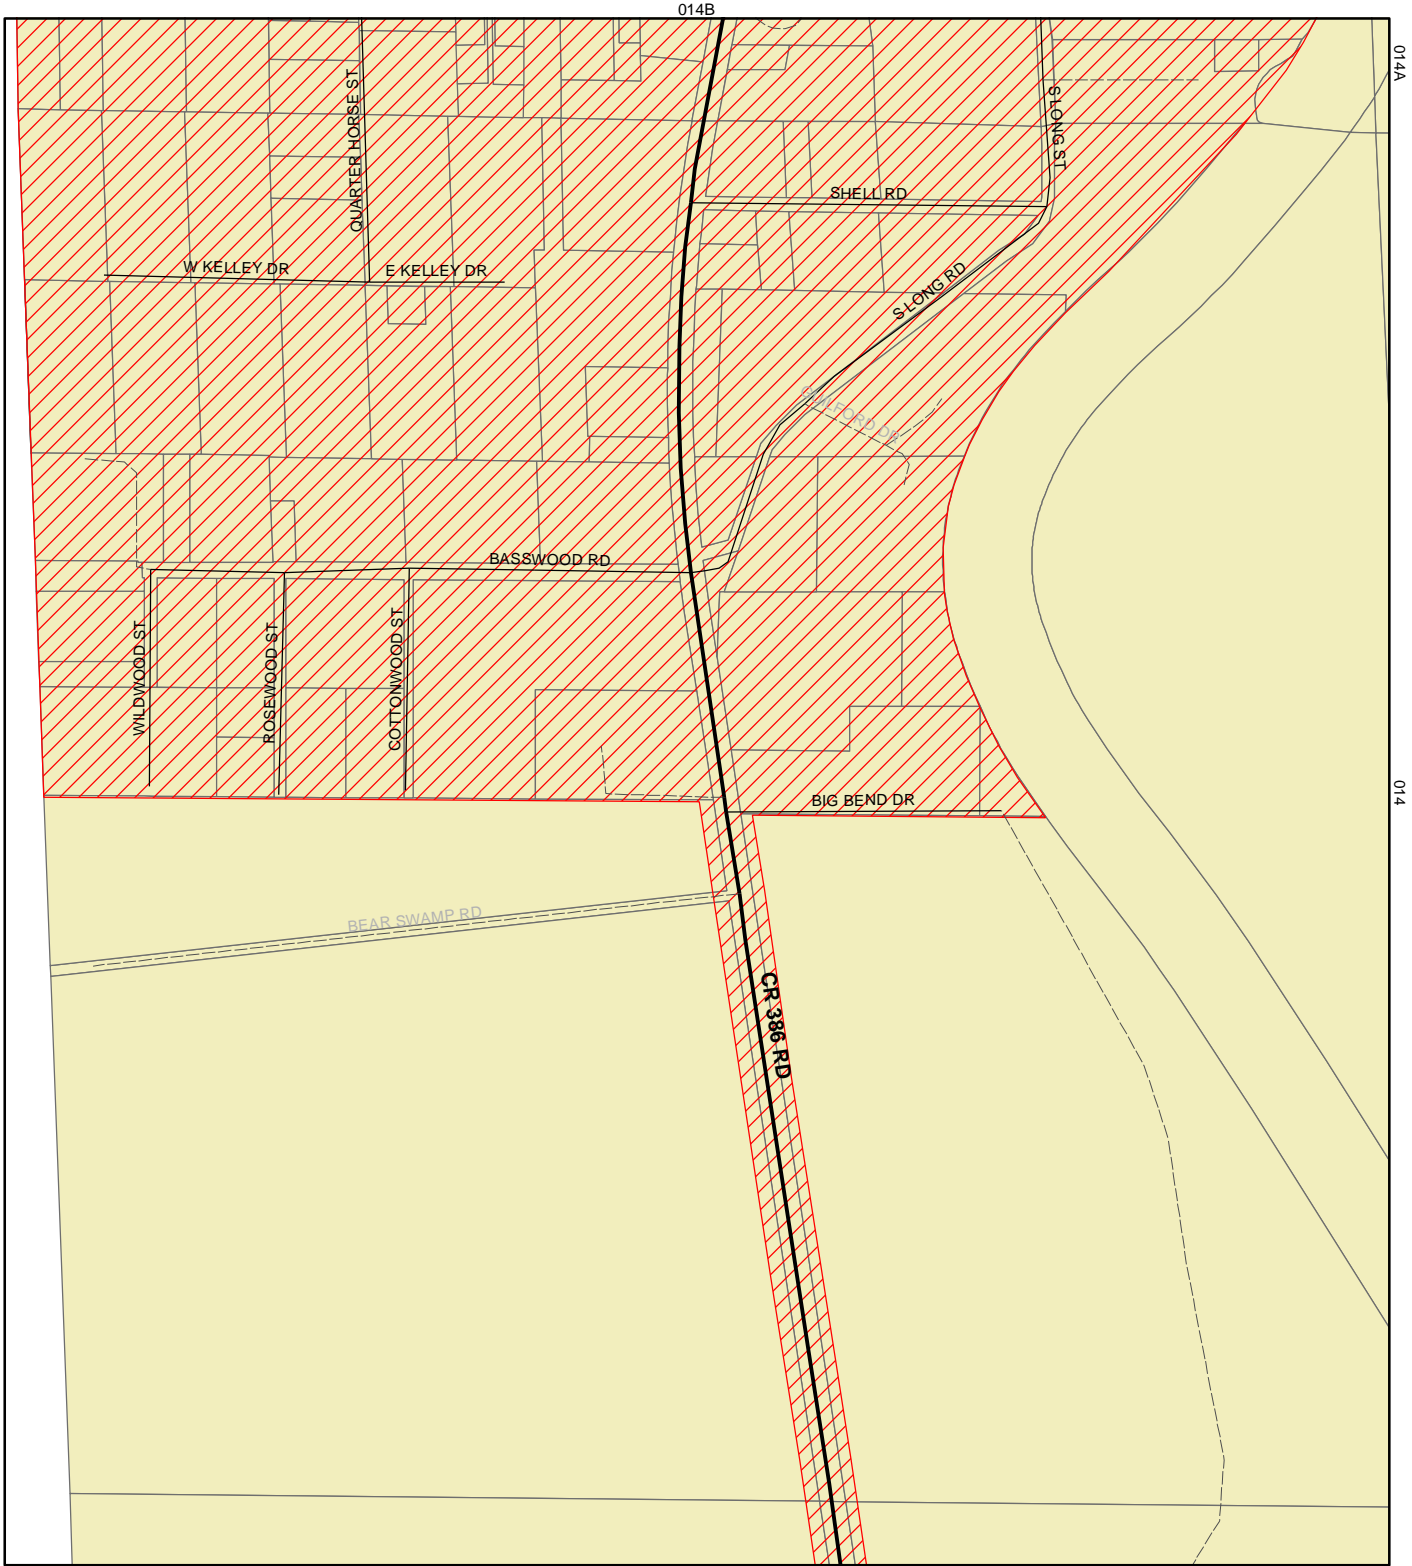 014B
014A
QUARTER HORSE ST
S LONG ST
SHELL RD
W KELLEY DR
E KELLEY DR
S LONG RD
GUILFORD DR
BASSWOOD RD
WILDWOOD ST
ROSEWOOD ST
COTTONWOOD ST
BIG BEND DR
014
BEAR SWAMP RD
CR 386 RD